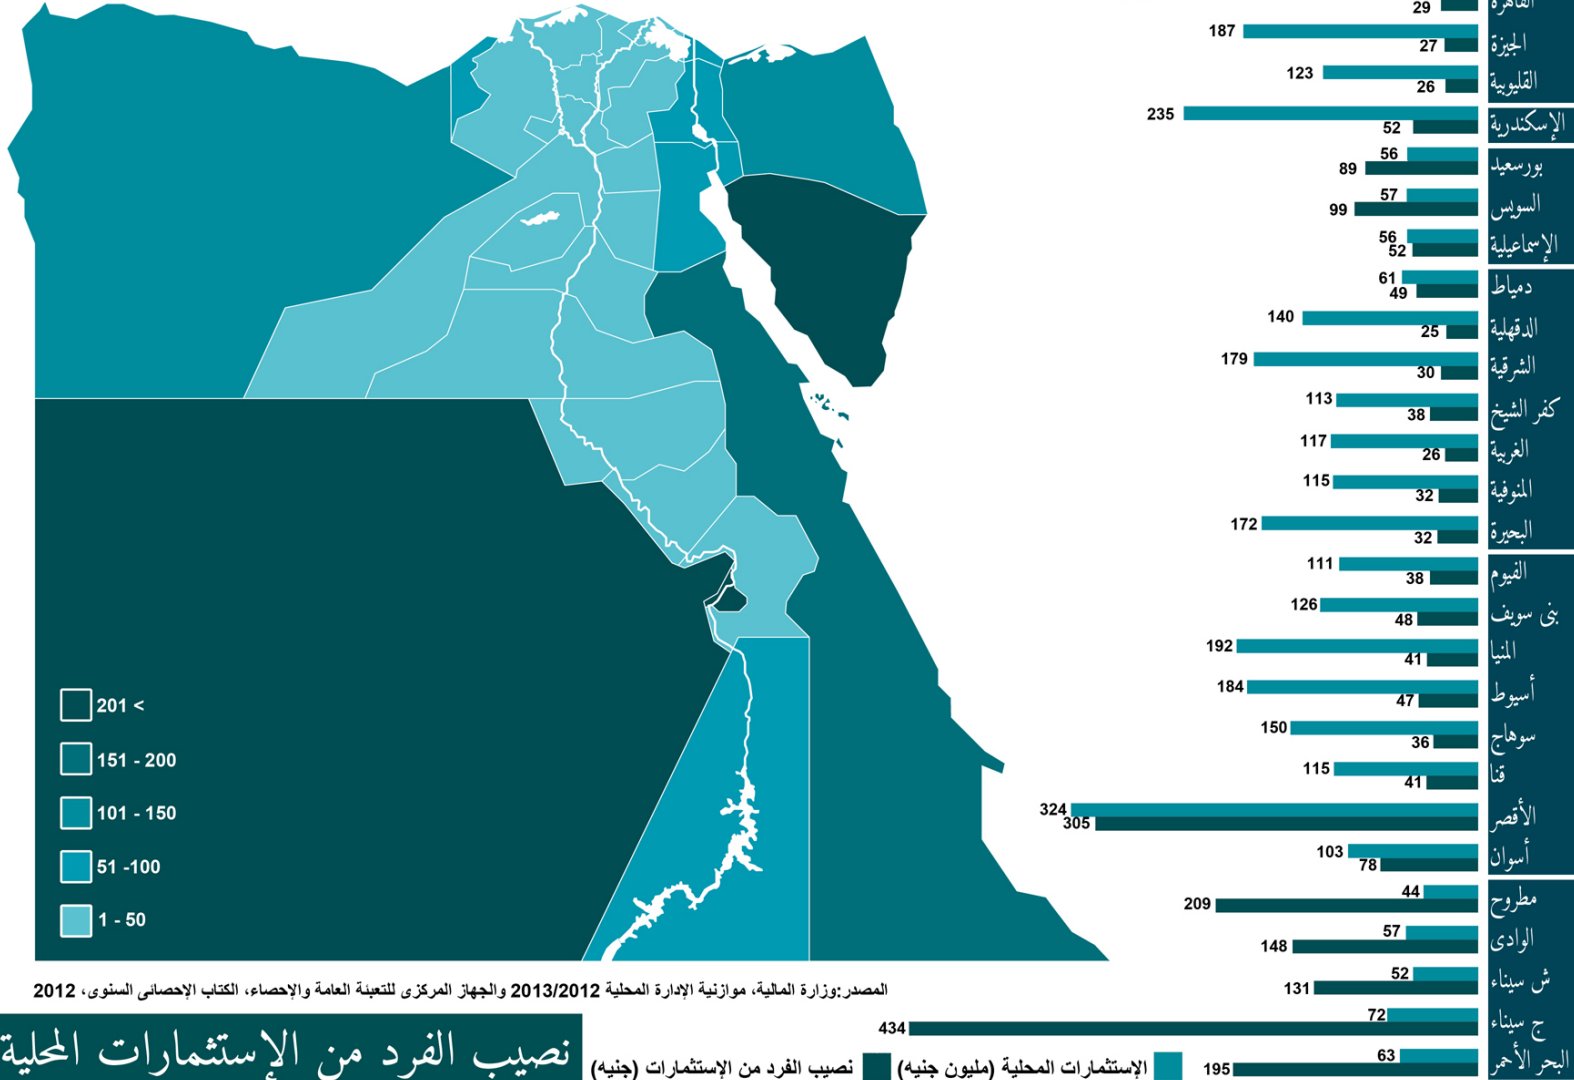 القاهرة
29
الجيزة
187
27
القليوبية
123
26
الإسكندرية
235
52
بورسعيد
56
89
السويس
57
99
الإسماعيلية
56
52
دمياط
61
49
الدقهلية
140
25
الشرقية
179
30
كفر الشيخ
113
38
الغربية
117
26
المنوفية
115
32
البحيرة
172
32
الفيوم
111
38
بنى سويف
126
48
المنيا
192
41
أسيوط
184
47
سوهاج
150
36
قنا
115
41
الأقصر
324
305
أسوان
103
78
مطروح
44
209
الوادى
57
148
ش سيناء
52
131
ج سيناء
72
434
البحر الأحمر
63
195
201 <
151 - 200
101 - 150
51 -100
1 - 50
المصدر:وزارة المالية، موازنية الإدارة المحلية 2013/2012 والجهاز المركزى للتعبئة العامة والإحصاء، الكتاب الإحصائى السنوى، 2012
الإستثمارات المحلية (مليون جنيه)
نصيب الفرد من الإستثمارات (جنيه)
نصيب الفرد من الإستثمارات المحلية